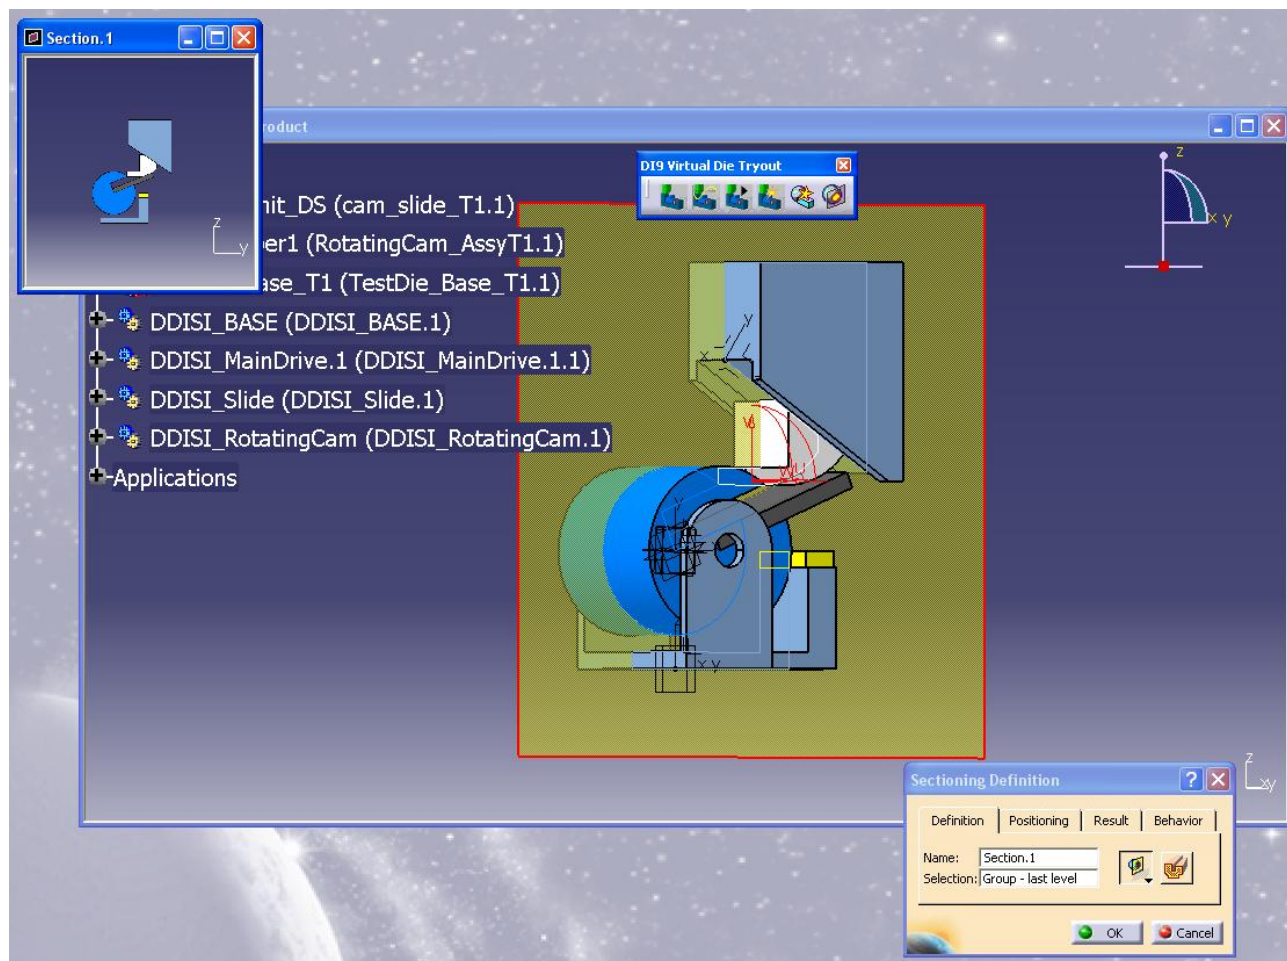 Section.1
roduct
DI9 Virtual Die Tryout
z
nit_DS (cam_slide_T1.1)
x y
z
y
ber1 (RotatingCam_AssyT1.1)
ase_T1 (TestDie_Base_T1.1)
DDISI_BASE (DDISI_BASE.1)
y
x
DDISI_MainDrive.1 (DDISI_MainDrive.1.1)
DDISI_Slide (DDISI_Slide.1)
DDISI_RotatingCam (DDISI_RotatingCam.1)
Applications
x y
z
xy
Sectioning Definition
Definition Positioning Result Behavior
Name: Section.1
Selection: Group - last level
OK Cancel